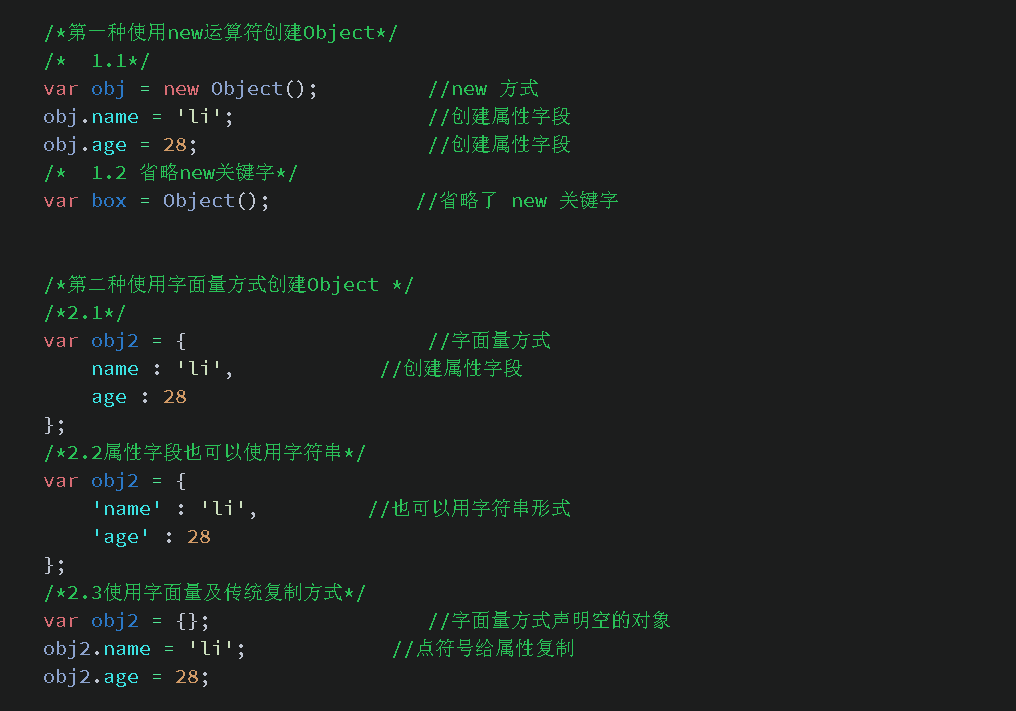 /*第一种使用new运算符创建Object*/
/*  1.1*/
var obj = new Object();         //new 方式
obj.name = 'li';                //创建属性字段
obj.age = 28;                   //创建属性字段
/*  1.2 省略new关键字*/
var box = Object();            //省略了 new 关键字
/*第二种使用字面量方式创建Object */
/*2.1*/
var obj2 = {                    //字面量方式
    name : 'li',            //创建属性字段
    age : 28
};
/*2.2属性字段也可以使用字符串*/
var obj2 = {
    'name' : 'li',         //也可以用字符串形式
    'age' : 28
};
/*2.3使用字面量及传统复制方式*/
var obj2 = {};                  //字面量方式声明空的对象
obj2.name = 'li';            //点符号给属性复制
obj2.age = 28;